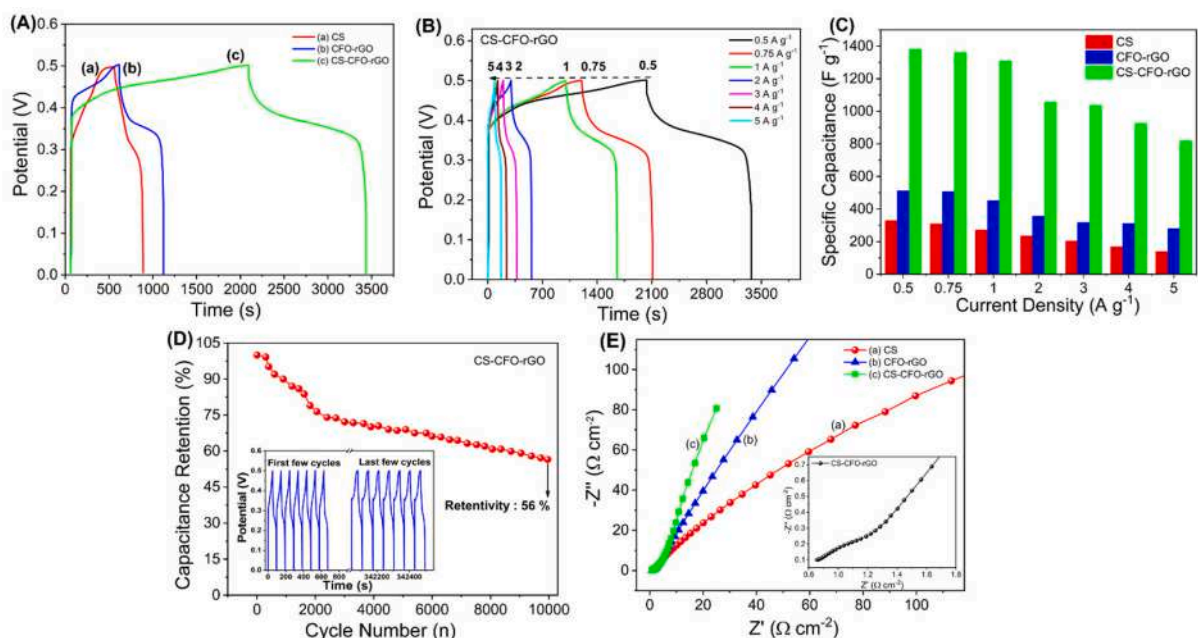 (A)
(a) CS
(b) CFO-rGO
(c) CS-CFO-rGO
(a)
(b)
(c)
Potential (V)
0.6
0.5
0.4
0.3
0.2
0.1
0.0
0 500 1000 1500 2000 2500 3000 3500
Time (s)
(B)
CS-CFO-rGO
0.5 A g-1
0.75 A g-1
1 A g-1
2 A g-1
3 A g-1
4 A g-1
5 A g-1
5 4 3 2 1 0.75 0.5
Potential (V)
0.6
0.5
0.4
0.3
0.2
0.1
0.0
0 700 1400 2100 2800 3500
Time (s)
(C)
CS
CFO-rGO
CS-CFO-rGO
Specific Capacitance (F g-1)
1400
1200
1000
800
600
400
200
0
0.5 0.75 1 2 3 4 5
Current Density (A g-1)
(D)
CS-CFO-rGO
Capacitance Retention (%)
105
90
75
60
45
30
15
0
0 2000 4000 6000 8000 10000
Cycle Number (n)
Retentivity : 56 %
First few cycles Last few cycles
Potential (V)
0.6
0.5
0.4
0.3
0.2
0.1
0.0
0 200 400 600 800 342200 342400
Time (s)
(E)
(a) CS
(b) CFO-rGO
(c) CS-CFO-rGO
(c)
(b)
(a)
-Z" (Ω cm-2)
100
80
60
40
20
0
0 20 40 60 80 100
Z' (Ω cm-2)
CS-CFO-rGO
-Z" (Ω cm-2)
0.7
0.6
0.5
0.4
0.3
0.2
0.1
1.0 1.2 1.4 1.6 1.8
Z' (Ω cm-2)